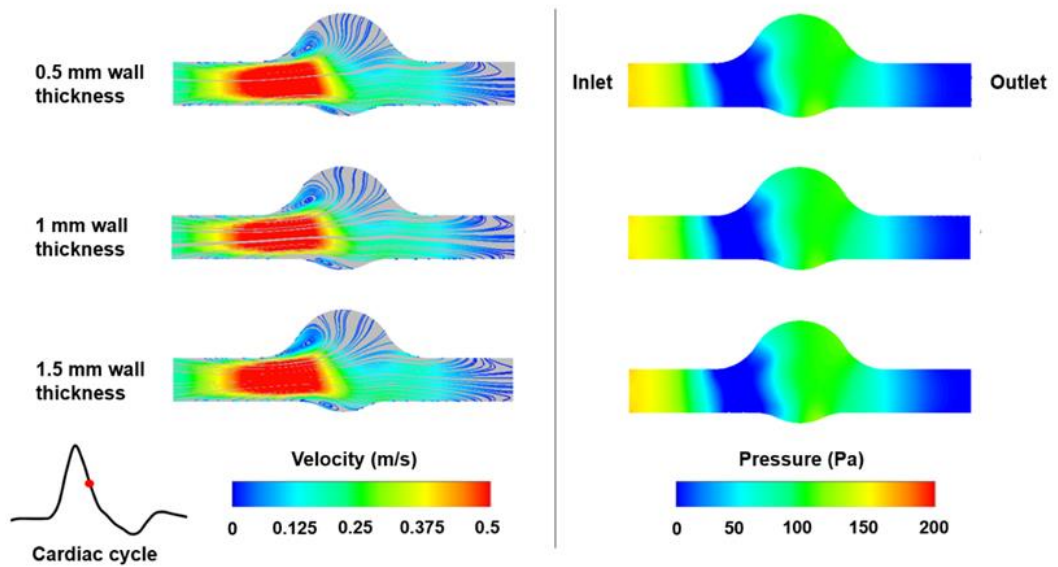 0.5 mm wall
thickness
Inlet
Outlet
1 mm wall
thickness
1.5 mm wall
thickness
Velocity (m/s)
0 0.125 0.25 0.375 0.5
Cardiac cycle
Pressure (Pa)
0 50 100 150 200